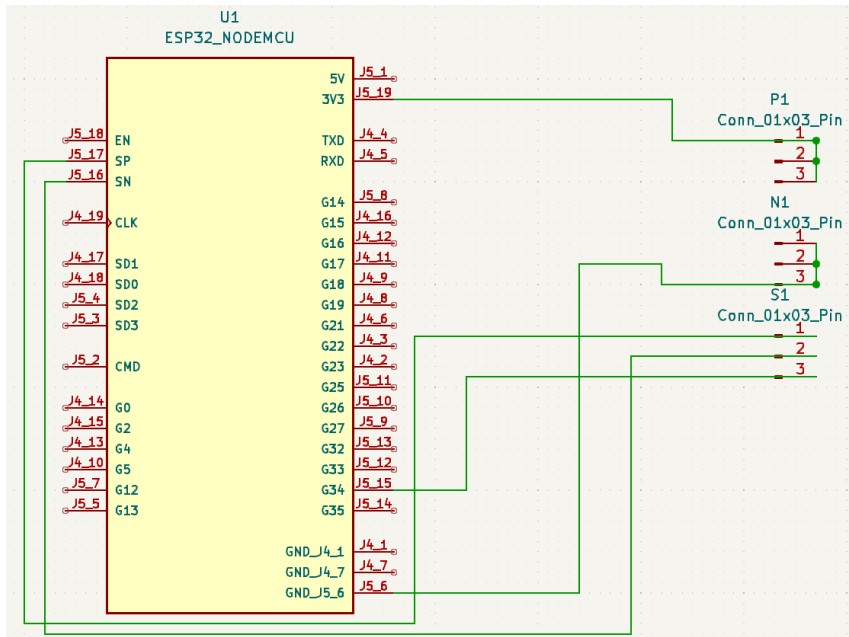 U1
ESP32_NODEMCU
5V J5_1
3V3 J5_19
J5_18 EN
TXD J4_4
J5_17 SP
RXD J4_5
J5_16 SN
G14 J5_8
J4_19 CLK
G15 J4_16
G16 J4_12
J4_17 SD1
G17 J4_11
J4_18 SD0
G18 J4_9
J5_4 SD2
G19 J4_8
J5_3 SD3
G21 J4_6
G22 J4_3
J5_2 CMD
G23 J4_2
G25 J5_11
J4_14 G0
G26 J5_10
J4_15 G2
G27 J5_9
J4_13 G4
G32 J5_13
J4_10 G5
G33 J5_12
J5_7 G12
G34 J5_15
J5_5 G13
G35 J5_14
GND_J4_1 J4_1
GND_J4_7 J4_7
GND_J5_6 J5_6
P1
Conn_01x03_Pin
1
2
3
N1
Conn_01x03_Pin
1
2
3
S1
Conn_01x03_Pin
1
2
3